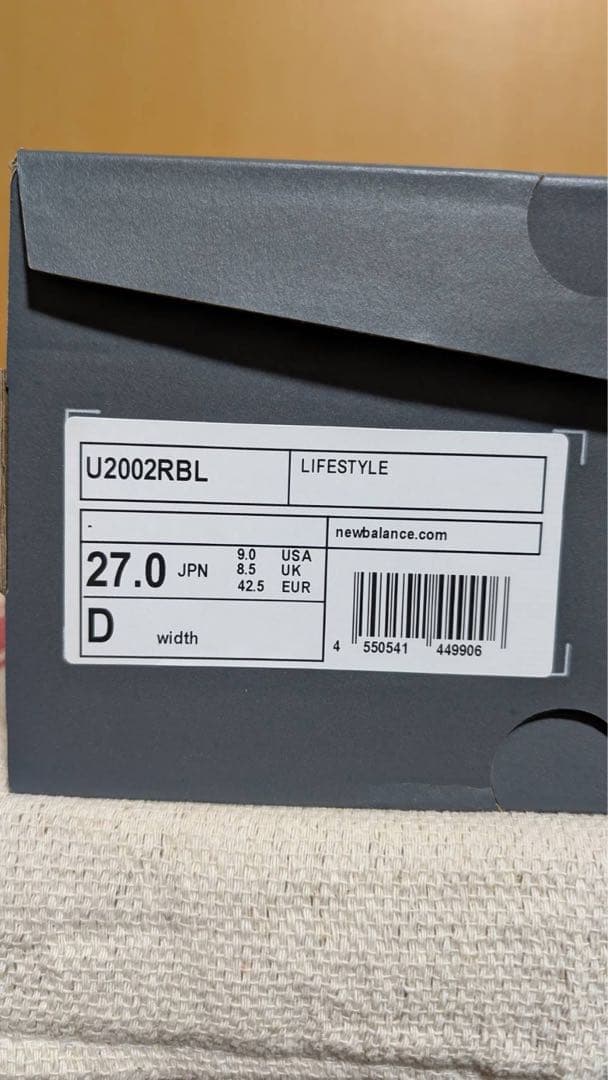 U2002RBL
LIFESTYLE
-
newbalance.com
27.0 JPN
9.0 USA
8.5 UK
42.5 EUR
D width
4 550541 449906